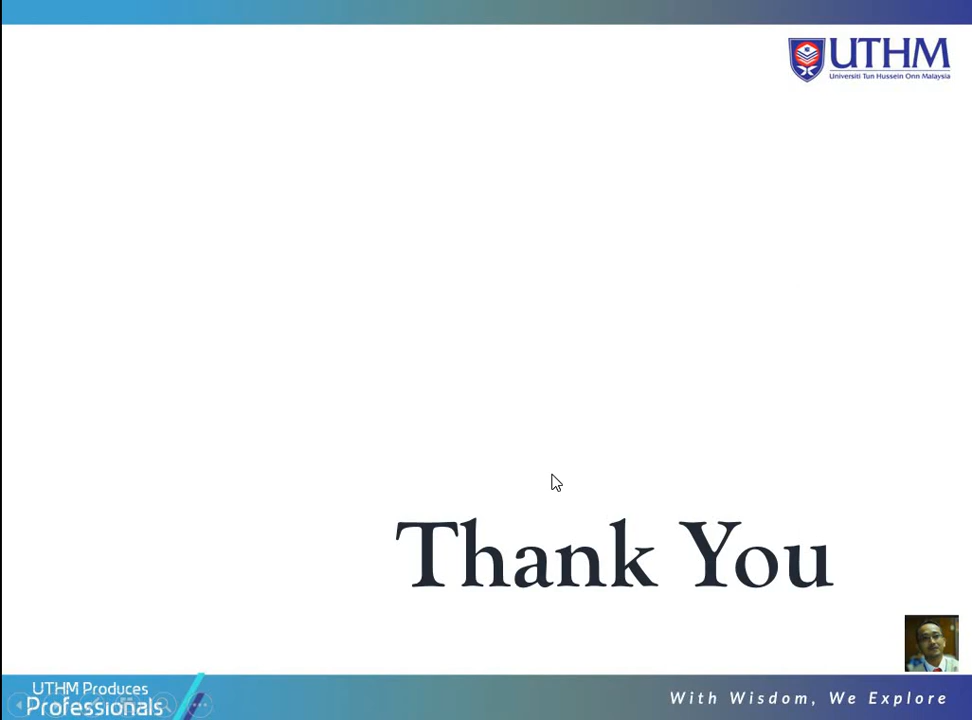 UTHM
Universiti Tun Hussein Onn Malaysia
Thank You
UTHM Produces
Professionals
With Wisdom, We Explore